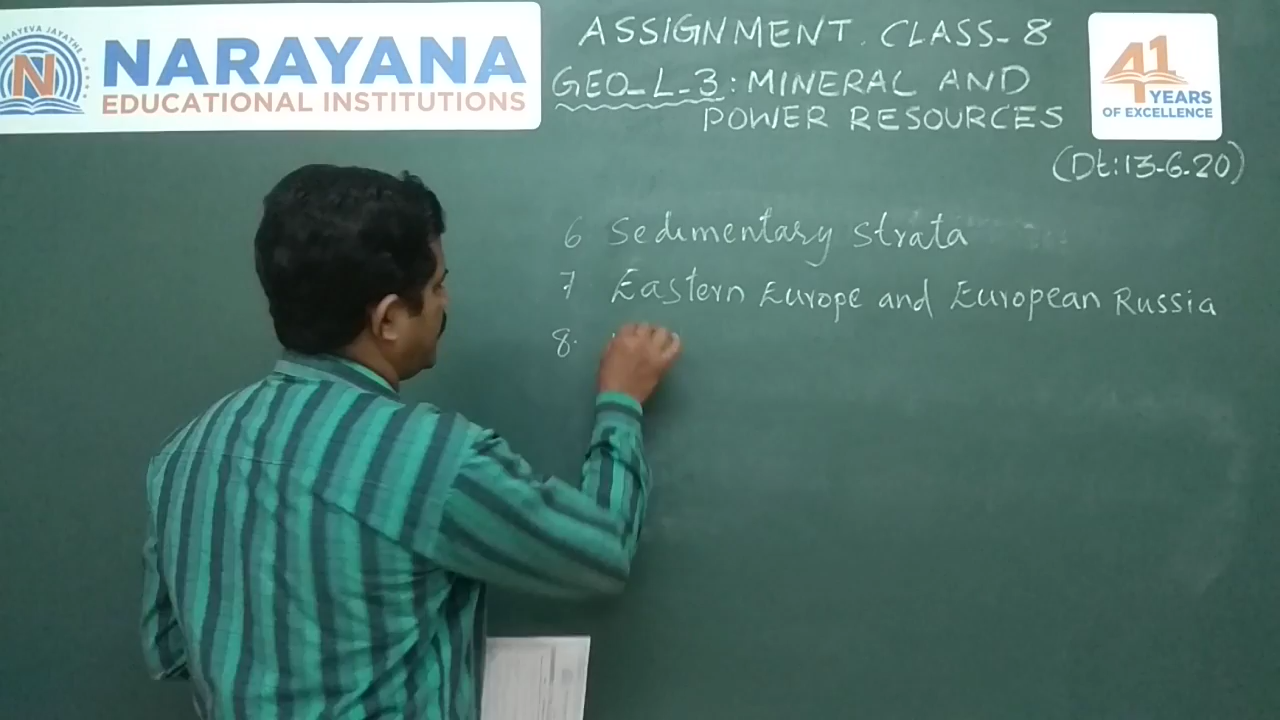 NARAYANA
EDUCATIONAL INSTITUTIONS
N
ASSIGNMENT. CLASS-8
GEO-L-3: MINERAL AND
POWER RESOURCES
41
YEARS
OF EXCELLENCE
(Dt:13-6.20)
6 Sedimentary strata
7 Eastern Europe and European Russia
8.